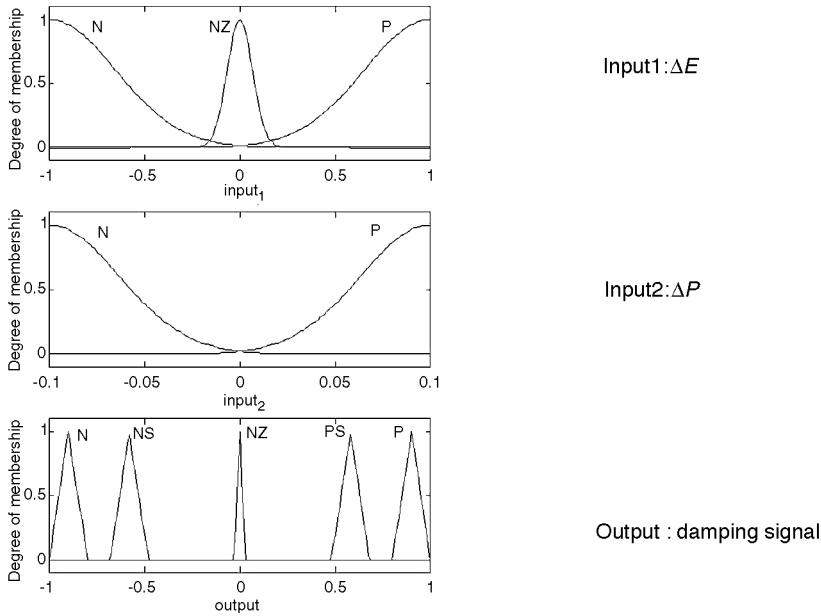 Degree of membership
1
0.5
0
N
NZ
P
-1
-0.5
0
0.5
1
input1
Input1:ΔE
Degree of membership
1
0.5
0
N
P
-0.1
-0.05
0
0.05
0.1
input2
Input2:ΔP
Degree of membership
1
0.5
0
N
NS
NZ
PS
P
-1
-0.5
0
0.5
1
output
Output : damping signal